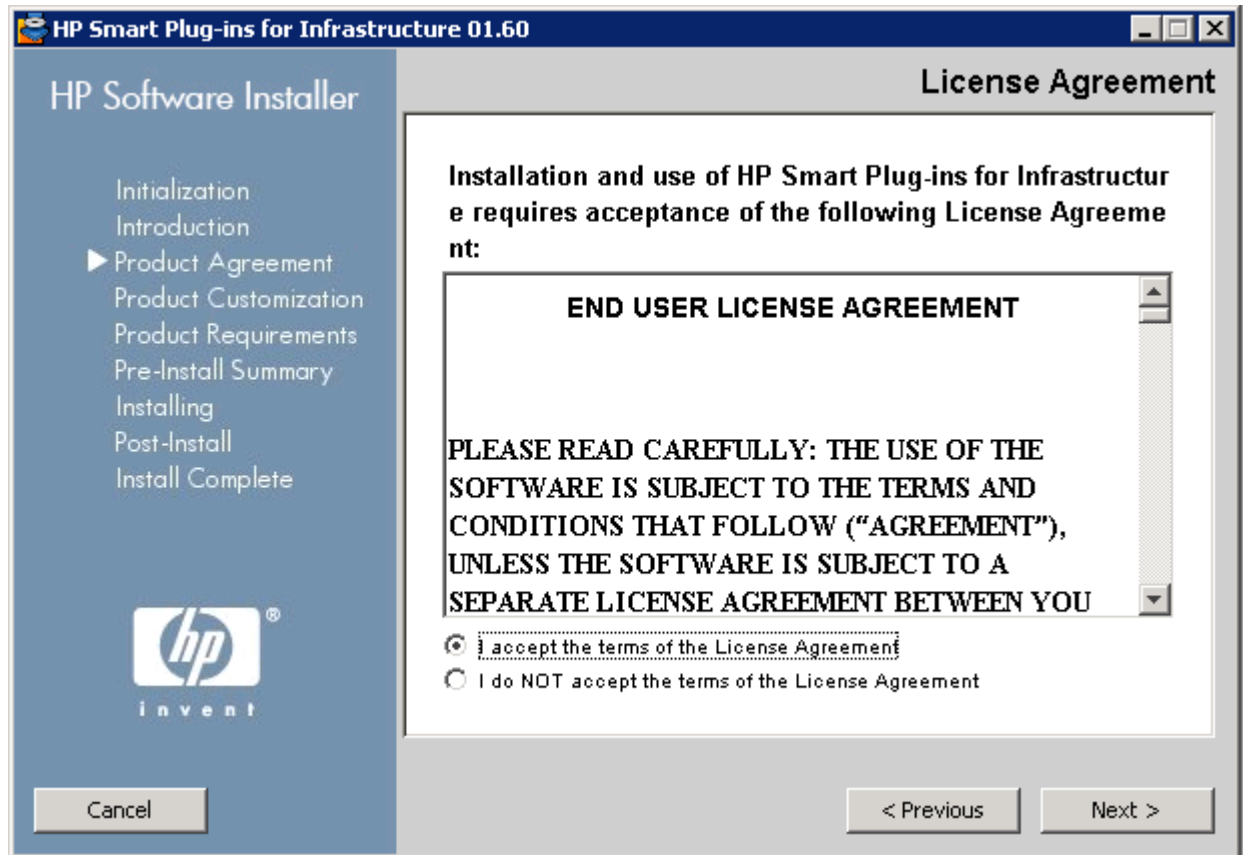 HP Smart Plug-ins for Infrastructure 01.60
HP Software Installer
License Agreement
Initialization
Introduction
Product Agreement
Product Customization
Product Requirements
Pre-Install Summary
Installing
Post-Install
Install Complete
hp
®
invent
Installation and use of HP Smart Plug-ins for Infrastructur
e requires acceptance of the following License Agreeme
nt:
END USER LICENSE AGREEMENT
PLEASE READ CAREFULLY: THE USE OF THE
SOFTWARE IS SUBJECT TO THE TERMS AND
CONDITIONS THAT FOLLOW (“AGREEMENT”),
UNLESS THE SOFTWARE IS SUBJECT TO A
SEPARATE LICENSE AGREEMENT BETWEEN YOU
I accept the terms of the License Agreement
I do NOT accept the terms of the License Agreement
Cancel
< Previous
Next >